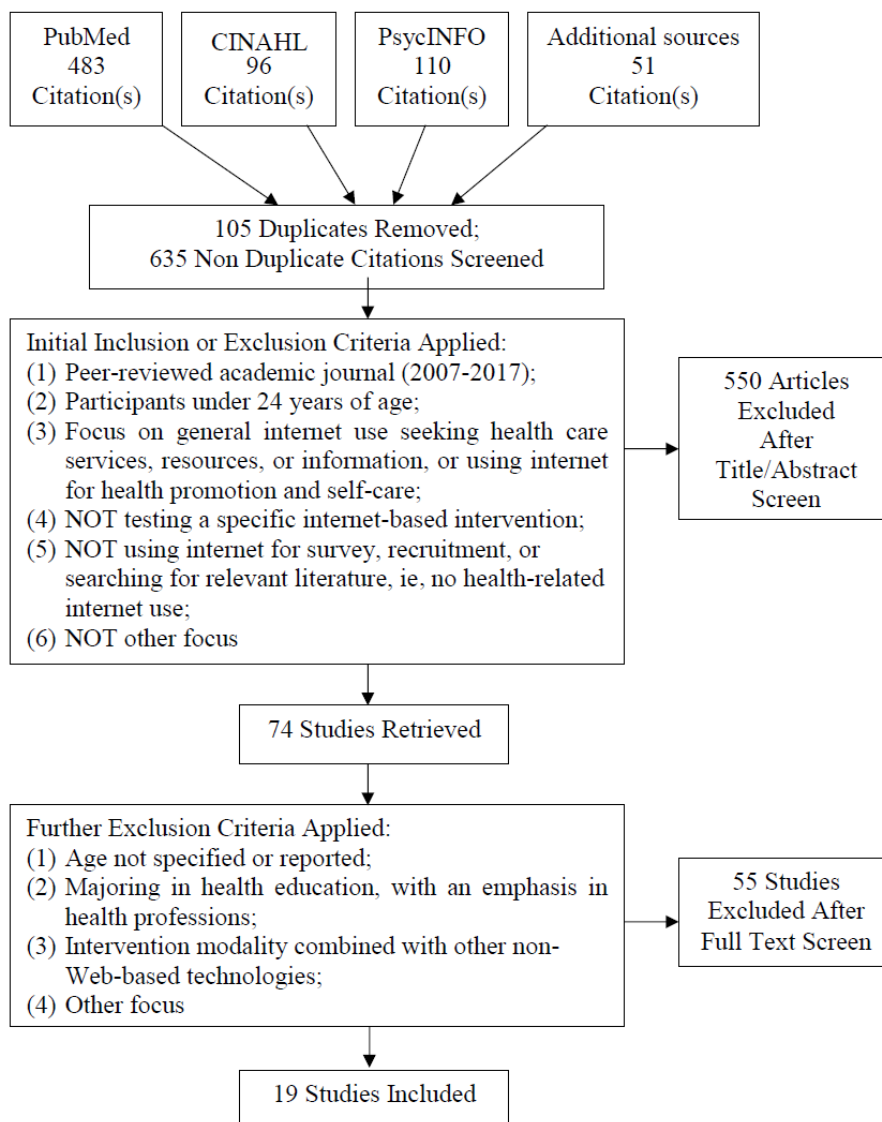 PubMed
483
Citation(s)
CINAHL
96
Citation(s)
PsycINFO
110
Citation(s)
Additional sources
51
Citation(s)
105 Duplicates Removed;
635 Non Duplicate Citations Screened
Initial Inclusion or Exclusion Criteria Applied:
(1) Peer-reviewed academic journal (2007-2017);
(2) Participants under 24 years of age;
(3) Focus on general internet use seeking health care
services, resources, or information, or using internet
for health promotion and self-care;
(4) NOT testing a specific internet-based intervention;
(5) NOT using internet for survey, recruitment, or
searching for relevant literature, ie, no health-related
internet use;
(6) NOT other focus
550 Articles
Excluded
After
Title/Abstract
Screen
74 Studies Retrieved
Further Exclusion Criteria Applied:
(1) Age not specified or reported;
(2) Majoring in health education, with an emphasis in
health professions;
(3) Intervention modality combined with other non-
Web-based technologies;
(4) Other focus
55 Studies
Excluded After
Full Text Screen
19 Studies Included